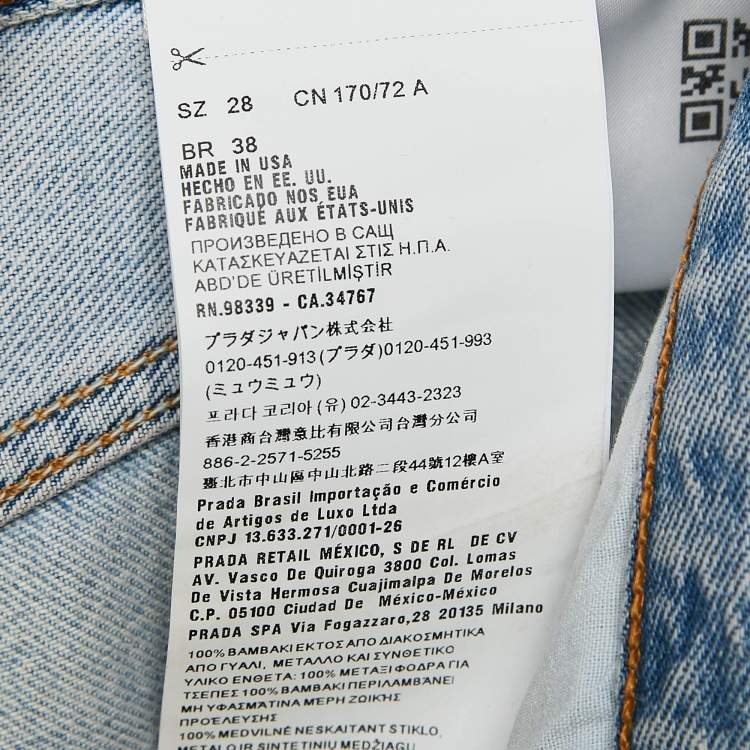 SZ 28 CN 170/72 A
BR 38
MADE IN USA
HECHO EN EE. UU.
FABRICADO NOS EUA
FABRIQUÉ AUX ÉTATS-UNIS
ПРОИЗВЕДЕНО В САЩ
ΚΑΤΑΣΚΕΥΑΖΕΤΑΙ ΣΤΙΣ Η.Π.Α.
ABD'DE ÜRETİLMİŞTİR
RN.98339 - CA.34767
プラダジャパン株式会社
0120-451-913(プラダ)0120-451-993
(ミュウミュウ)
프라다 코리아 (유) 02-3443-2323
香港商台灣意比有限公司台灣分公司
886-2-2571-5255
臺北市中山區中山北路二段44號12樓A室
Prada Brasil Importação e Comércio
de Artigos de Luxo Ltda
CNPJ 13.633.271/0001-26
PRADA RETAIL MÉXICO, S DE RL DE CV
AV. Vasco De Quiroga 3800 Col. Lomas
De Vista Hermosa Cuajimalpa De Morelos
C.P. 05100 Ciudad De México-México
PRADA SPA Via Fogazzaro,28 20135 Milano
100% ΒΑΜΒΑΚΙ ΕΚΤΟΣ ΑΠΟ ΔΙΑΚΟΣΜΗΤΙΚΑ
ΑΠΟ ΓΥΑΛΙ, ΜΕΤΑΛΛΟ ΚΑΙ ΣΥΝΘΕΤΙΚΟ
ΥΛΙΚΟ ΕΝΘΕΤΑ: 100% ΜΕΤΑΞΙ ΦΟΔΡΑ ΓΙΑ
ΤΣΕΠΕΣ 100% ΒΑΜΒΑΚΙ ΠΕΡΙΛΑΜΒΑΝΕΙ
ΜΗ ΥΦΑΣΜΑΤΙΝΑ ΜΕΡΗ ΖΩΙΚΗΣ
ΠΡΟΕΛΕΥΣΗΣ
100% MEDVILNĖ NESKAITANT STIKLO,
METALO IR SINTETINIŲ MEDŽIAGŲ